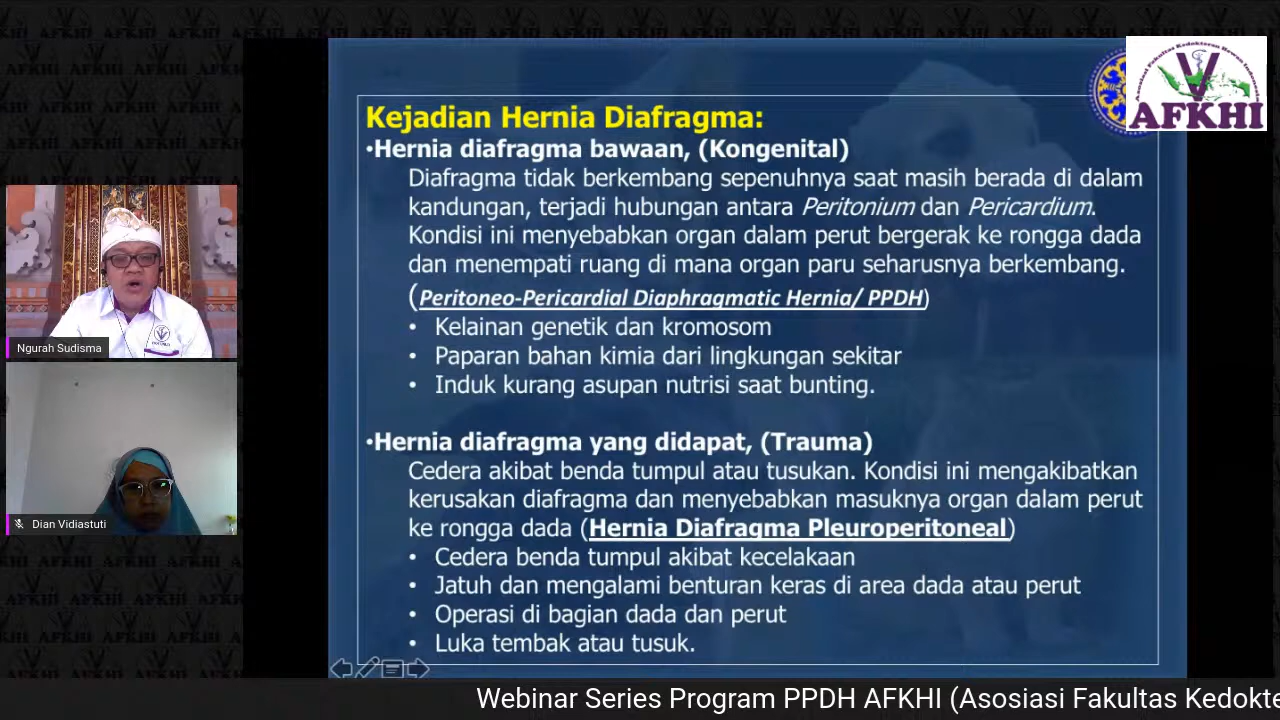 Kejadian Hernia Diafragma:
•Hernia diafragma bawaan, (Kongenital)
Diafragma tidak berkembang sepenuhnya saat masih berada di dalam
kandungan, terjadi hubungan antara Peritonium dan Pericardium.
Kondisi ini menyebabkan organ dalam perut bergerak ke rongga dada
dan menempati ruang di mana organ paru seharusnya berkembang.
(Peritoneo-Pericardial Diaphragmatic Hernia/ PPDH)
• Kelainan genetik dan kromosom
• Paparan bahan kimia dari lingkungan sekitar
• Induk kurang asupan nutrisi saat bunting.
•Hernia diafragma yang didapat, (Trauma)
Cedera akibat benda tumpul atau tusukan. Kondisi ini mengakibatkan
kerusakan diafragma dan menyebabkan masuknya organ dalam perut
ke rongga dada (Hernia Diafragma Pleuroperitoneal)
• Cedera benda tumpul akibat kecelakaan
• Jatuh dan mengalami benturan keras di area dada atau perut
• Operasi di bagian dada dan perut
• Luka tembak atau tusuk.
AFKHI
Ngurah Sudisma
Dian Vidiastuti
Webinar Series Program PPDH AFKHI (Asosiasi Fakultas Kedokte